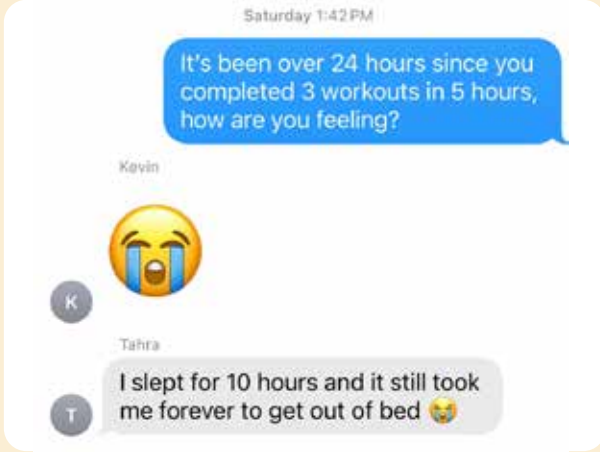 Saturday 1:42 PM
It's been over 24 hours since you
completed 3 workouts in 5 hours,
how are you feeling?
Kevin
😭
K
Tahra
I slept for 10 hours and it still took
me forever to get out of bed 😭
T